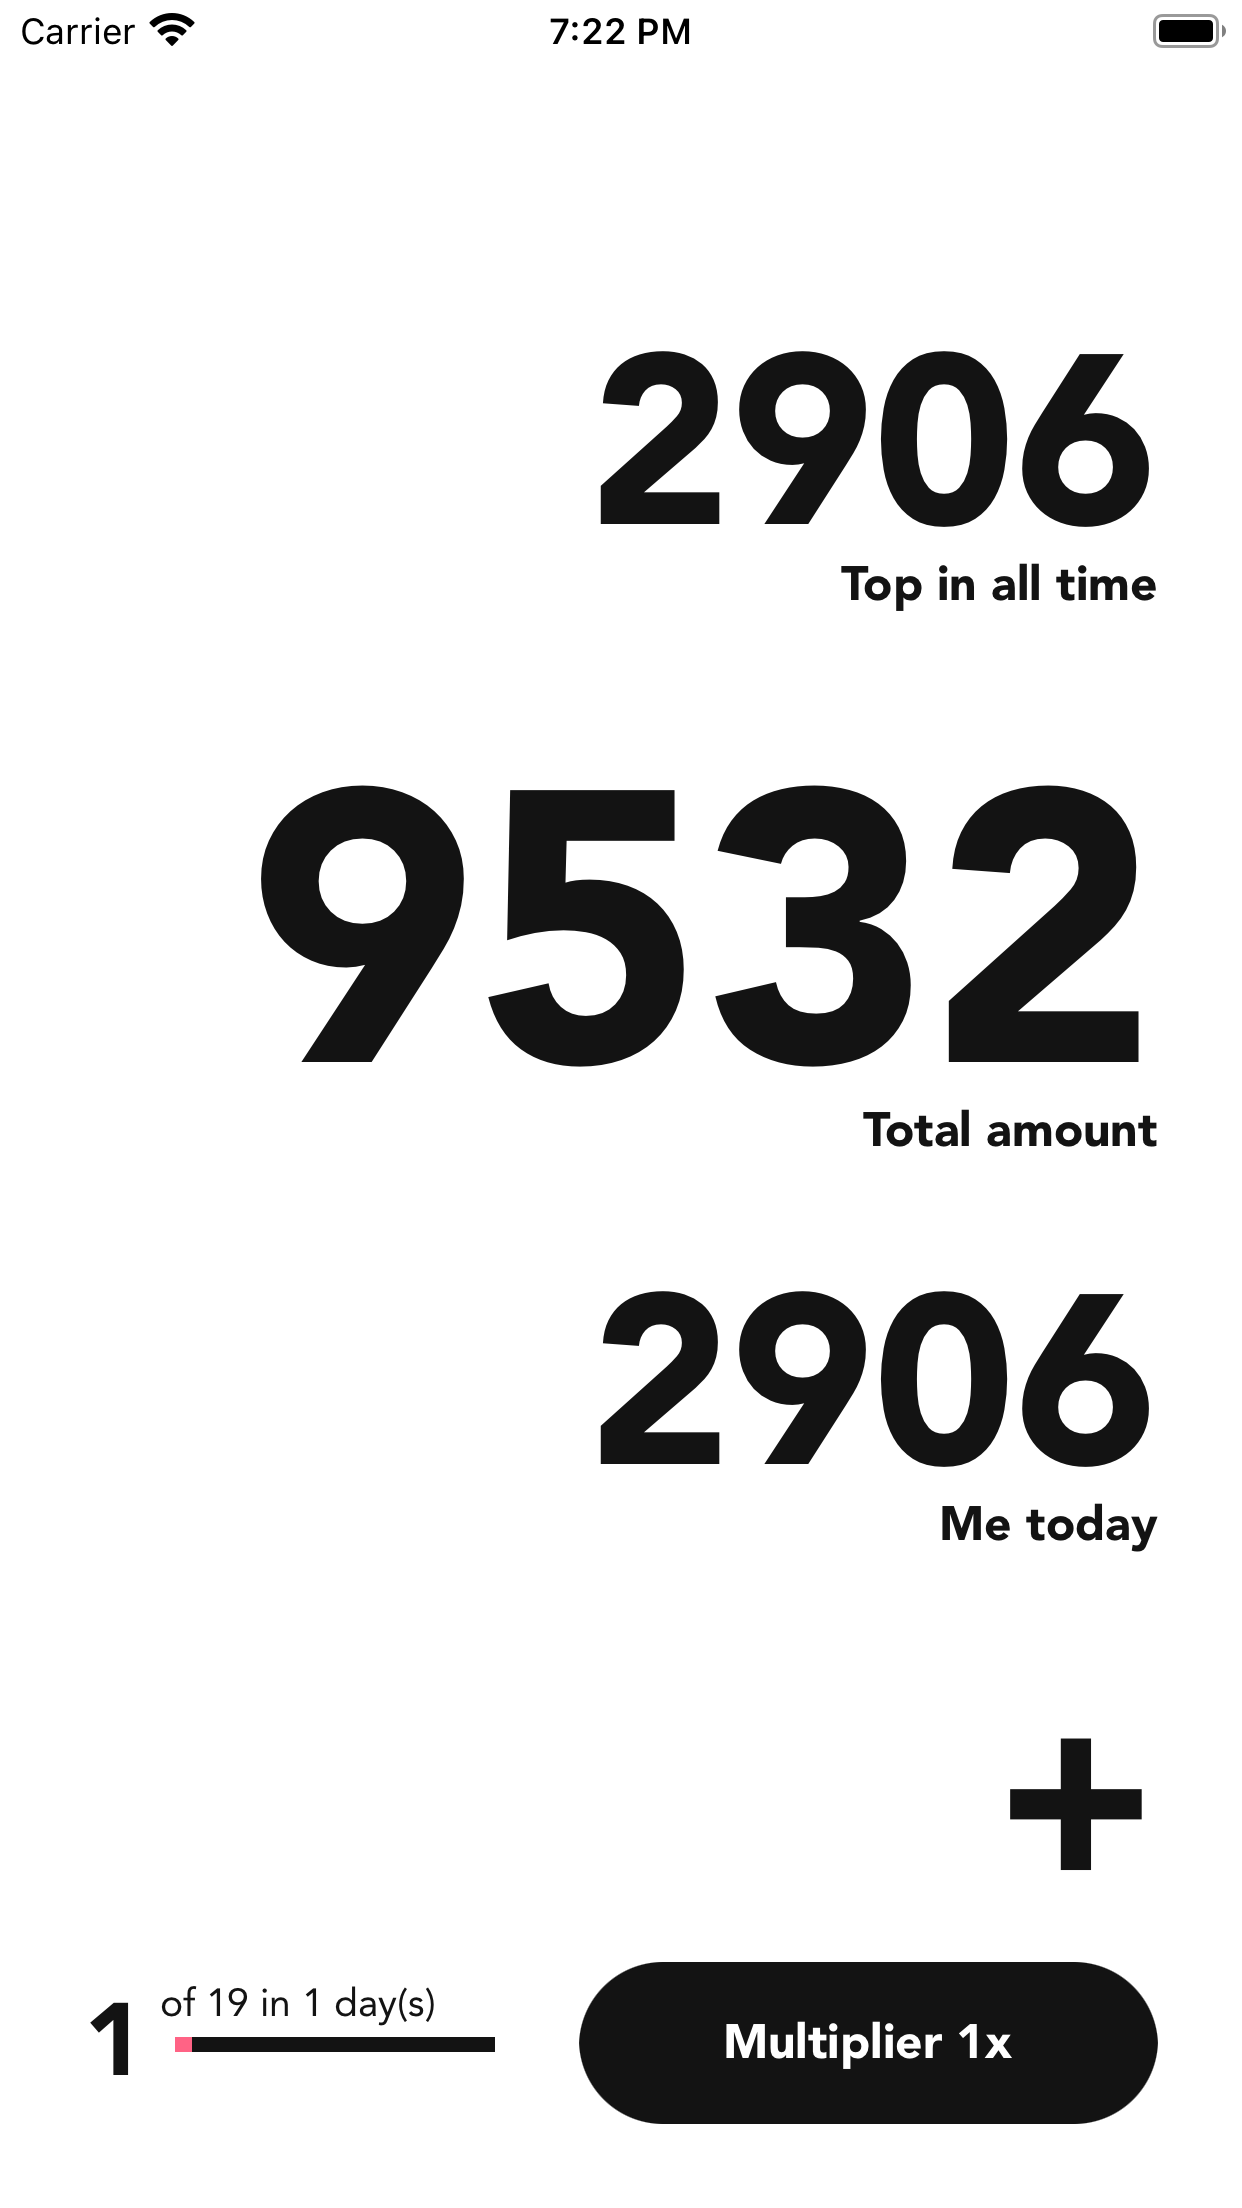 Carrier 7:22 PM
2906
Top in all time
9532
Total amount
2906
Me today
+
1 of 19 in 1 day(s)
Multiplier 1x